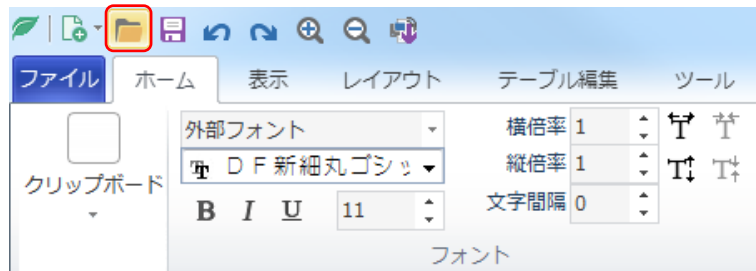 ファイル ホーム 表示 レイアウト テーブル編集 ツール
外部フォント 横倍率 1
ＤＦ新細丸ゴシッ 縦倍率 1
クリップボード
B I U 11 文字間隔 0
フォント